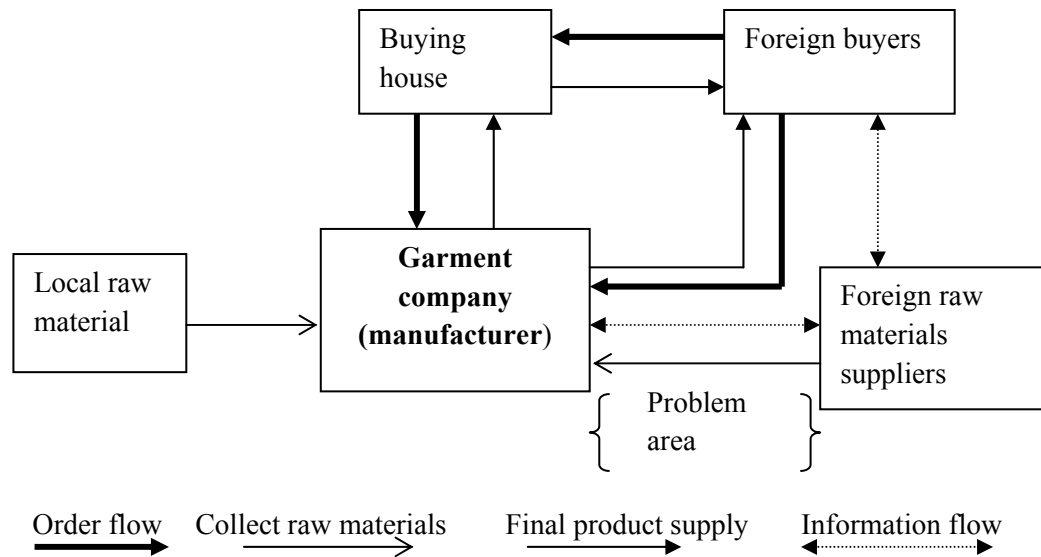 Buying
house
Foreign buyers
Garment
company
(manufacturer)
Local raw
material
Foreign raw
materials
suppliers
Problem
area
Order flow
Collect raw materials
Final product supply
Information flow